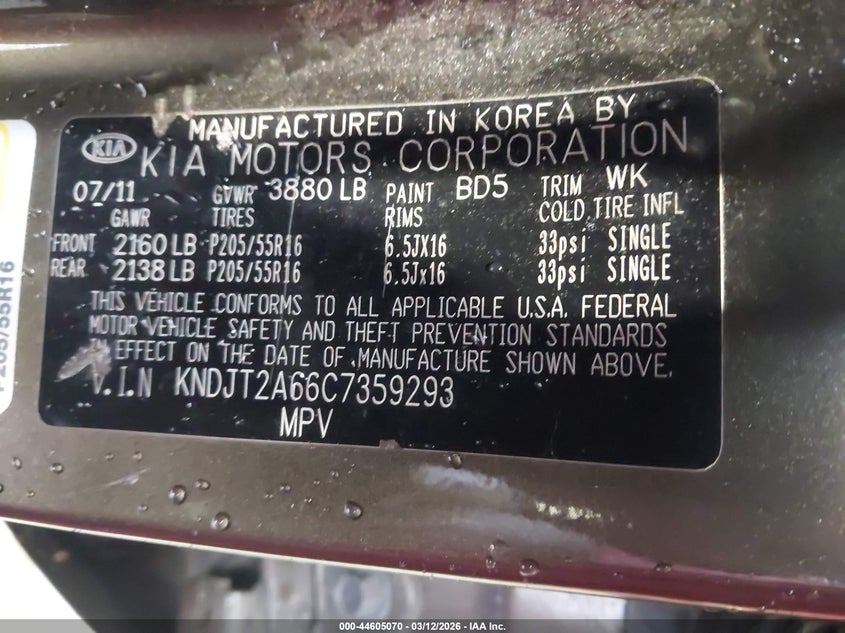 MANUFACTURED IN KOREA BY
KIA KIA MOTORS CORPORATION
07/11 GVWR 3880 LB PAINT BD5 TRIM WK
GAWR TIRES RIMS COLD TIRE INFL
FRONT 2160 LB P205/55R16 6.5JX16 33psi SINGLE
REAR 2138 LB P205/55R16 6.5Jx16 33psi SINGLE
THIS VEHICLE CONFORMS TO ALL APPLICABLE U.S.A. FEDERAL
MOTOR VEHICLE SAFETY AND THEFT PREVENTION STANDARDS
IN EFFECT ON THE DATE OF MANUFACTURE SHOWN ABOVE.
V.I.N KNDJT2A66C7359293
MPV
P205/55R16
000-44605070 - 03/12/2026 - IAA Inc.